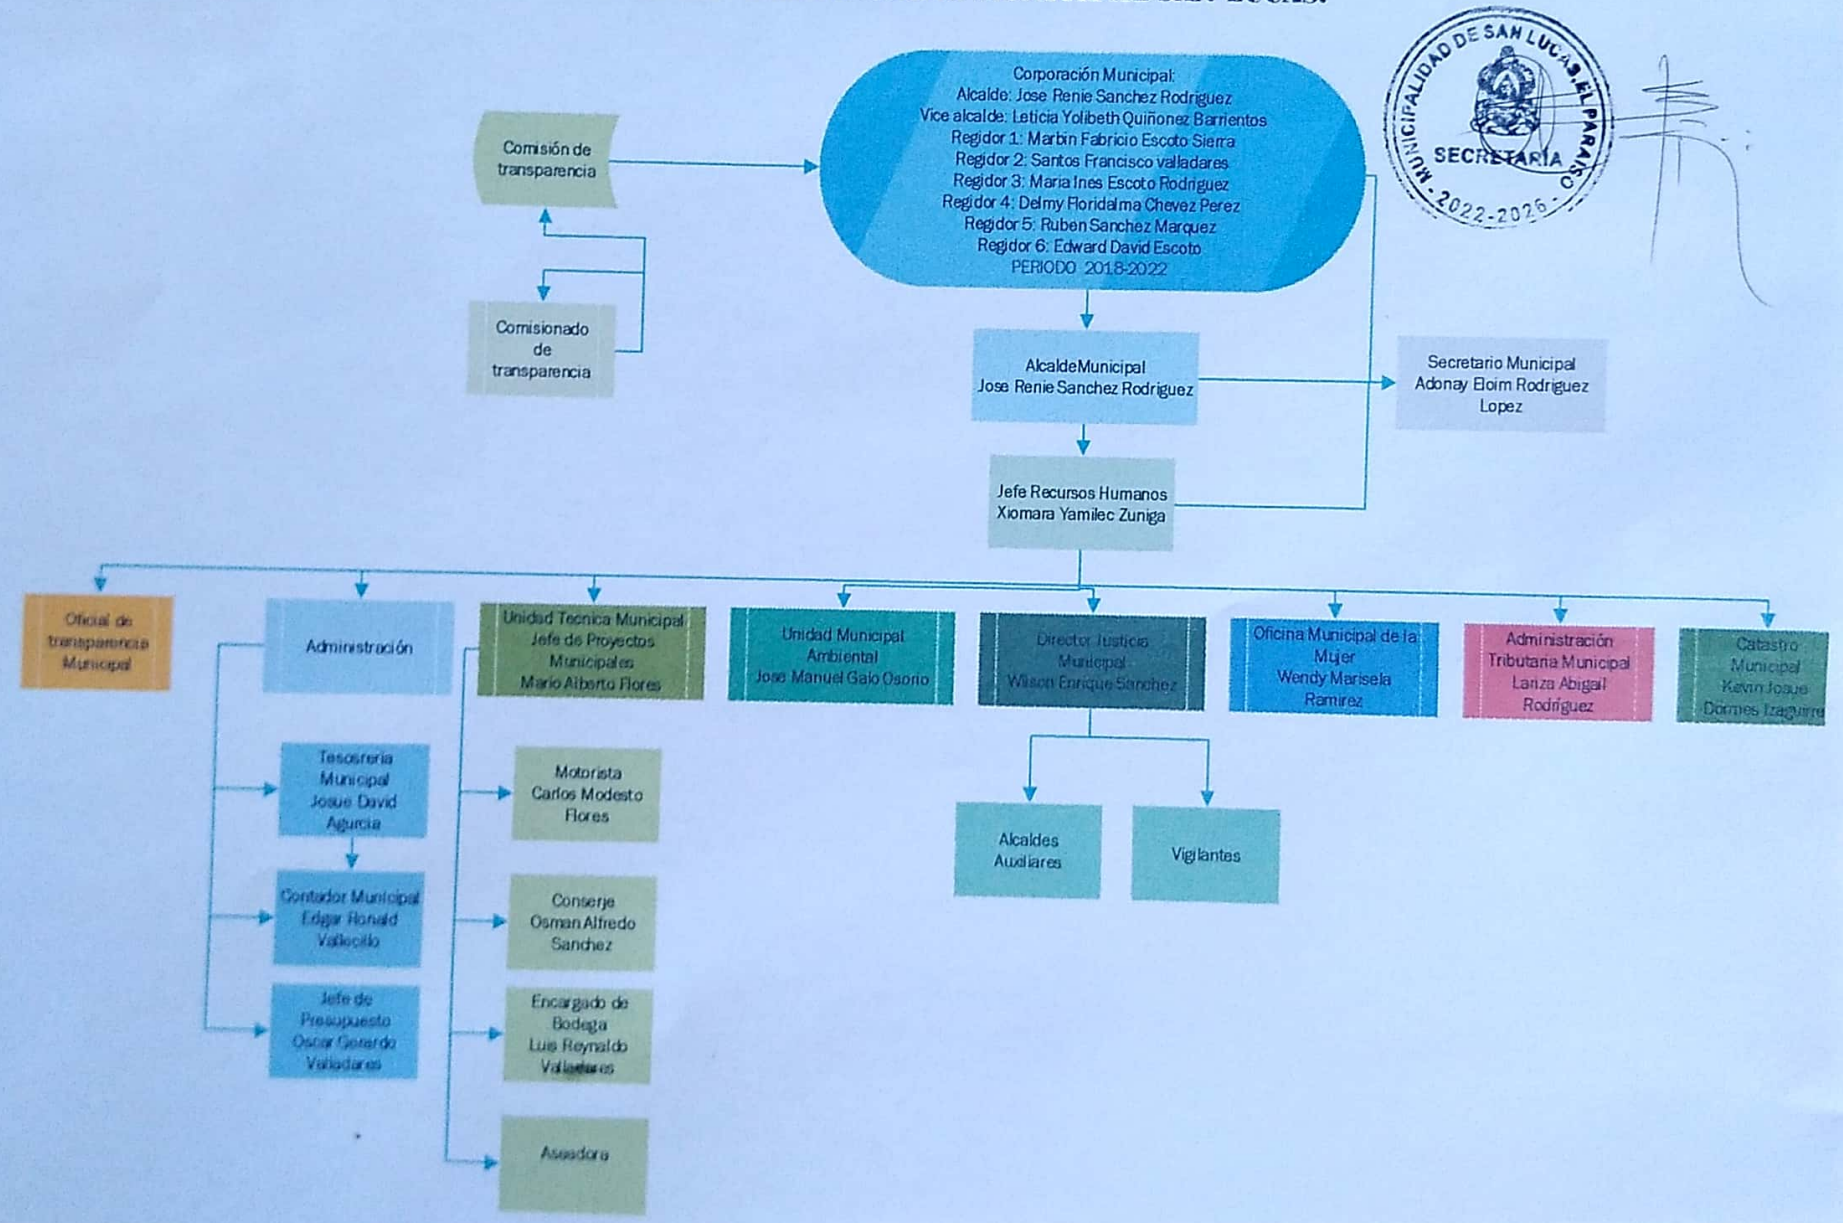 SAN LUCAS.
Corporación Municipal:
Alcalde: Jose Renie Sanchez Rodriguez
Vice alcalde: Leticia Yolibeth Quiñonez Barrientos
Regidor 1: Marbin Fabricio Escoto Sierra
Regidor 2: Santos Francisco valladares
Regidor 3: Maria Ines Escoto Rodriguez
Regidor 4: Delmy Floridalma Chevez Perez
Regidor 5: Ruben Sanchez Marquez
Regidor 6: Edward David Escoto
PERIODO 2018-2022
MUNICIPALIDAD DE SAN LUCAS, EL PARAISO
SECRETARIA
- 2022-2026 -
Comisión de
transparencia
Comisionado
de
transparencia
AlcaldeMunicipal
Jose Renie Sanchez Rodriguez
Secretario Municipal
Adonay Eloim Rodriguez
Lopez
Jefe Recursos Humanos
Xiomara Yamilec Zuniga
Oficial de
transparencia
Municipal
Administración
Unidad Tecnica Municipal
Jefe de Proyectos
Municipales
Mario Alberto Flores
Unidad Municipal
Ambiental
Jose Manuel Galo Osorio
Director Justicia
Municipal
Wilson Enrique Sanchez
Oficina Municipal de la
Mujer
Wendy Marisela
Ramirez
Administración
Tributaria Municipal
Lariza Abigail
Rodríguez
Catastro
Municipal
Kevin Josue
Dormes Izaguirre
Tesosreria
Municipal
Josue David
Agurcia
Contador Municipal
Edgar Ronald
Vallecillo
Jefe de
Presupuesto
Oscar Gerardo
Valladares
Motorista
Carlos Modesto
Flores
Conserje
Osman Alfredo
Sanchez
Encargado de
Bodega
Luis Reynaldo
Valladares
Aseadora
Alcaldes
Auxiliares
Vigilantes